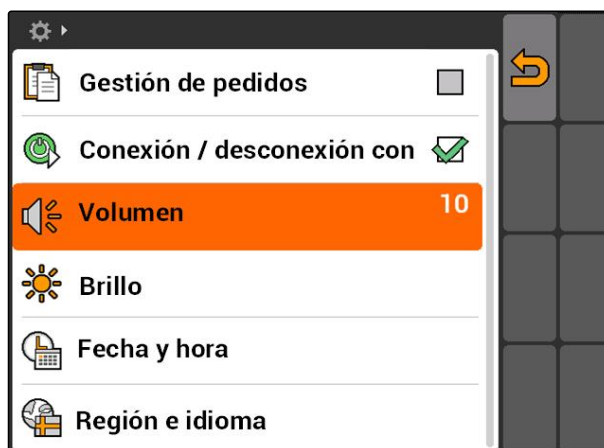 Gestión de pedidos
Conexión / desconexión con
Volumen 10
Brillo
Fecha y hora
Región e idioma